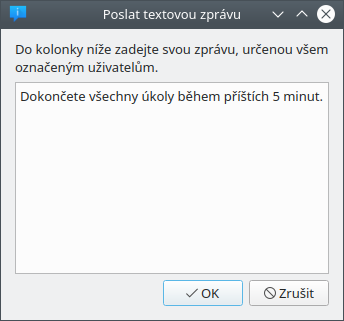 Poslat textovou zprávu
Do kolonky níže zadejte svou zprávu, určenou všem
označeným uživatelům.
Dokončete všechny úkoly během příštích 5 minut.
OK
Zrušit